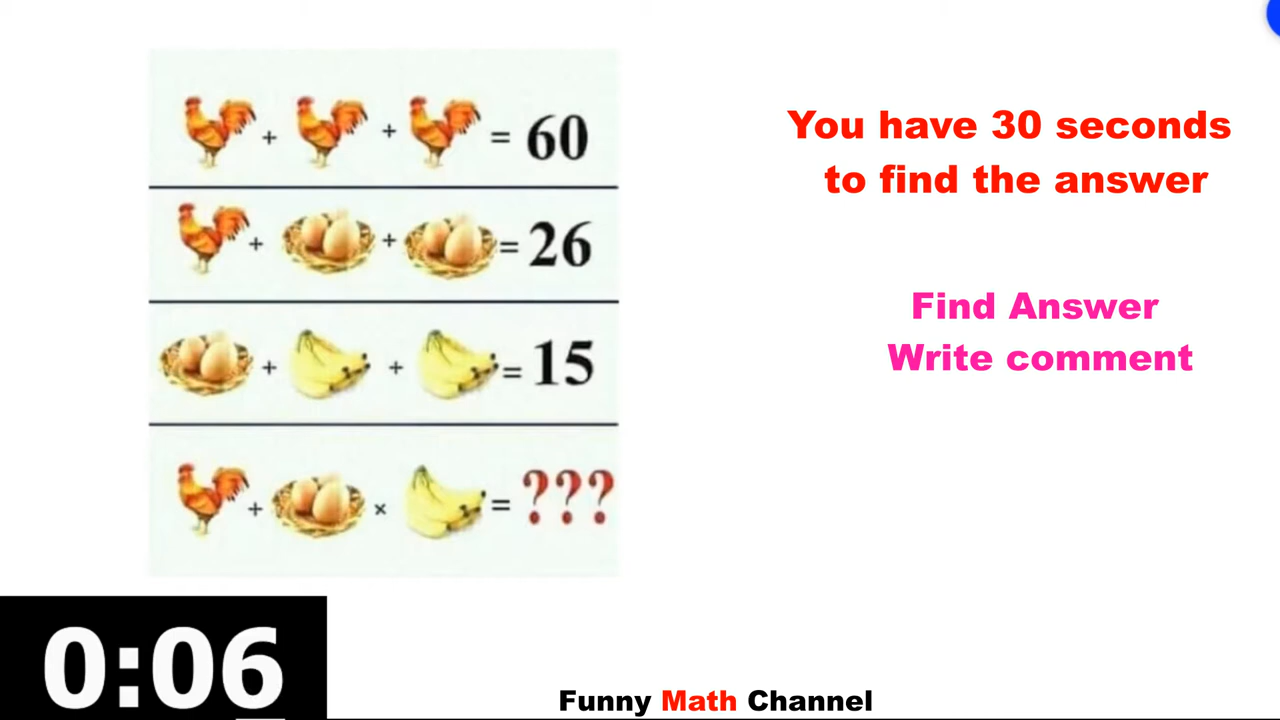 + + = 60
+ + = 26
+ + = 15
+ × = ???
You have 30 seconds
to find the answer
Find Answer
Write comment
0:06
Funny Math Channel